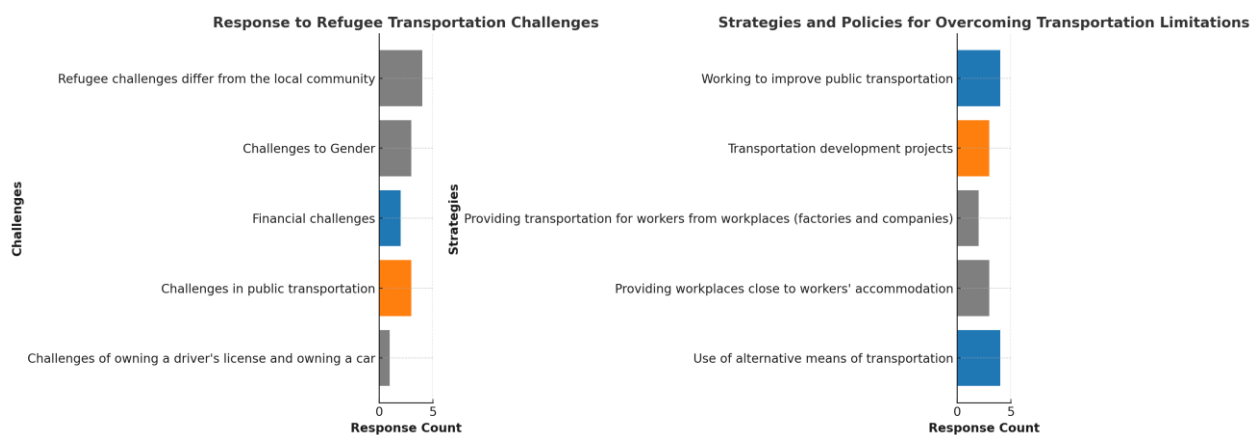 Response to Refugee Transportation Challenges
Challenges
Refugee challenges differ from the local community
Challenges to Gender
Financial challenges
Challenges in public transportation
Challenges of owning a driver's license and owning a car
0 5
Response Count
Strategies and Policies for Overcoming Transportation Limitations
Strategies
Working to improve public transportation
Transportation development projects
Providing transportation for workers from workplaces (factories and companies)
Providing workplaces close to workers' accommodation
Use of alternative means of transportation
0 5
Response Count